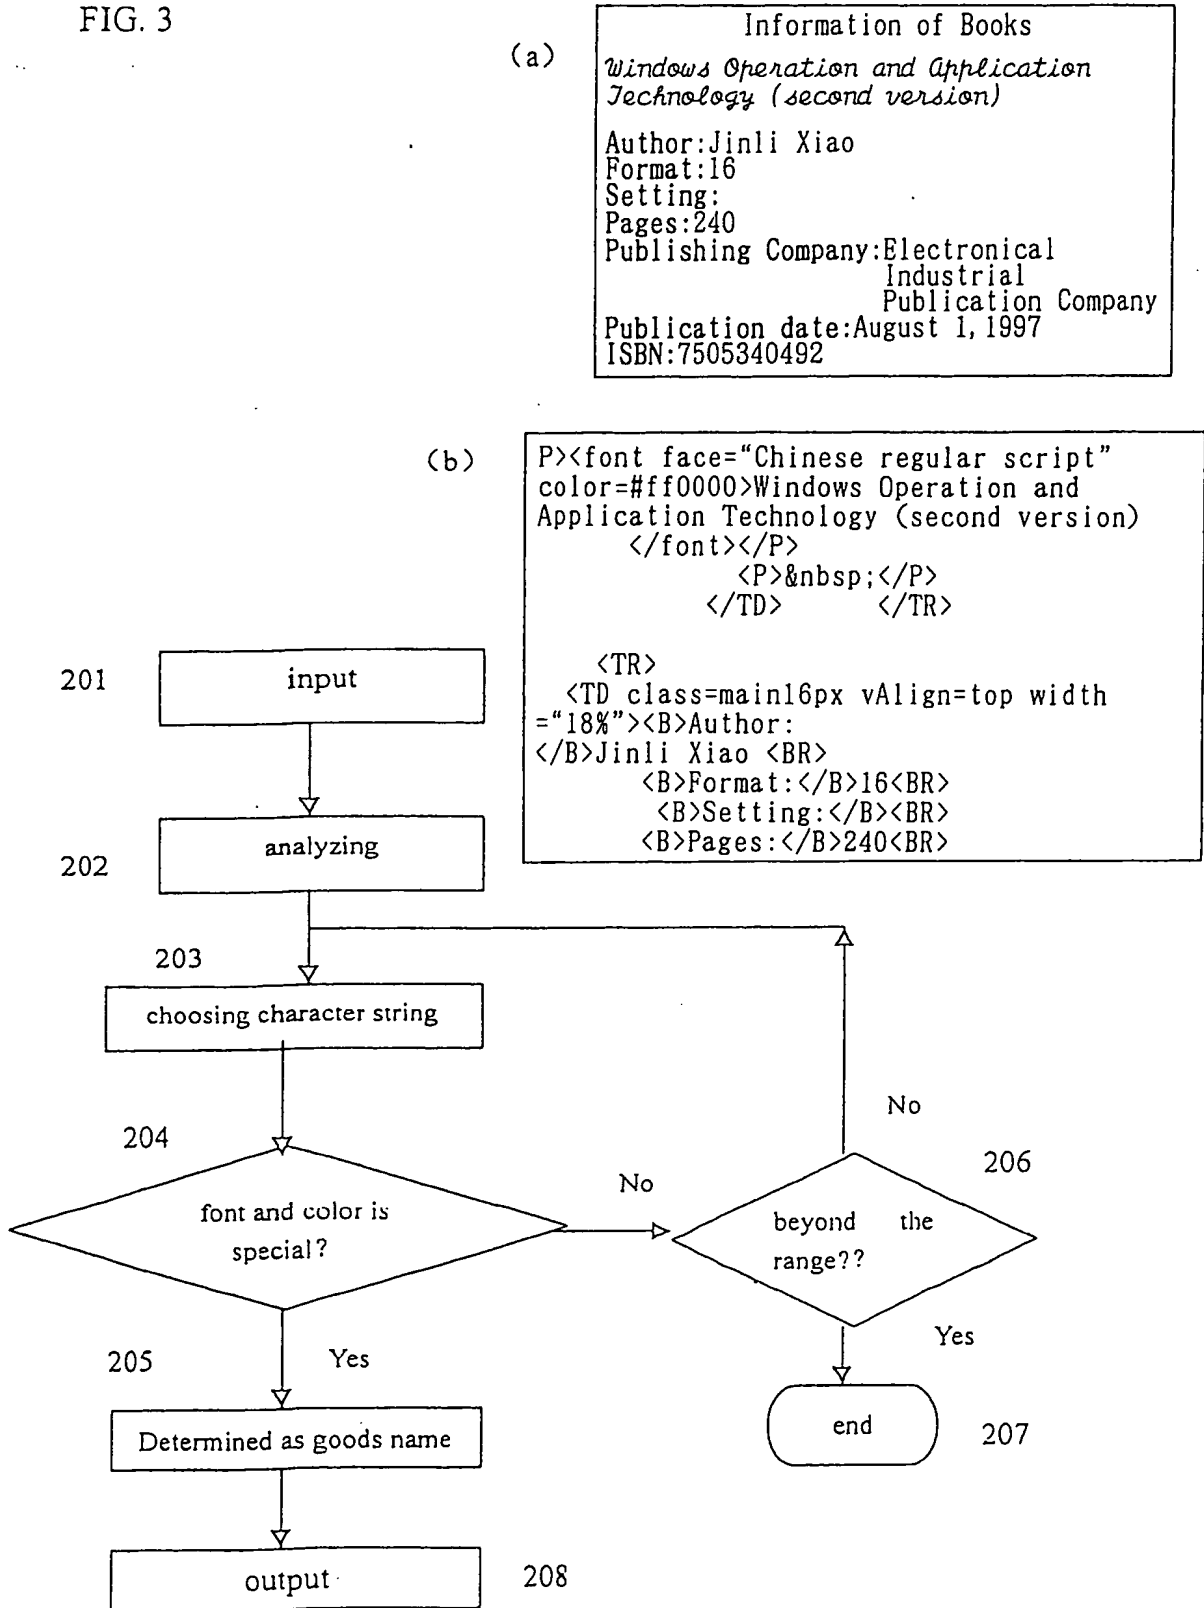 FIG. 3
(a)
Information of Books
Windows Operation and Application
Technology (second version)
Author:Jinli Xiao
Format:16
Setting:
Pages:240
Publishing Company:Electronical
Industrial
Publication Company
Publication date:August 1, 1997
ISBN:7505340492
(b)
P><font face="Chinese regular script"
color=#ff0000>Windows Operation and
Application Technology (second version)
</font></P>
<P>&nbsp;</P>
</TD> </TR>
<TR>
<TD class=main16px vAlign=top width
="18%"><B>Author:
</B>Jinli Xiao <BR>
<B>Format:</B>16<BR>
<B>Setting:</B><BR>
<B>Pages:</B>240<BR>
201
input
202
analyzing
203
choosing character string
204
font and color is
special?
No
No
206
beyond the
range??
205
Yes
Yes
Determined as goods name
end
207
output
208